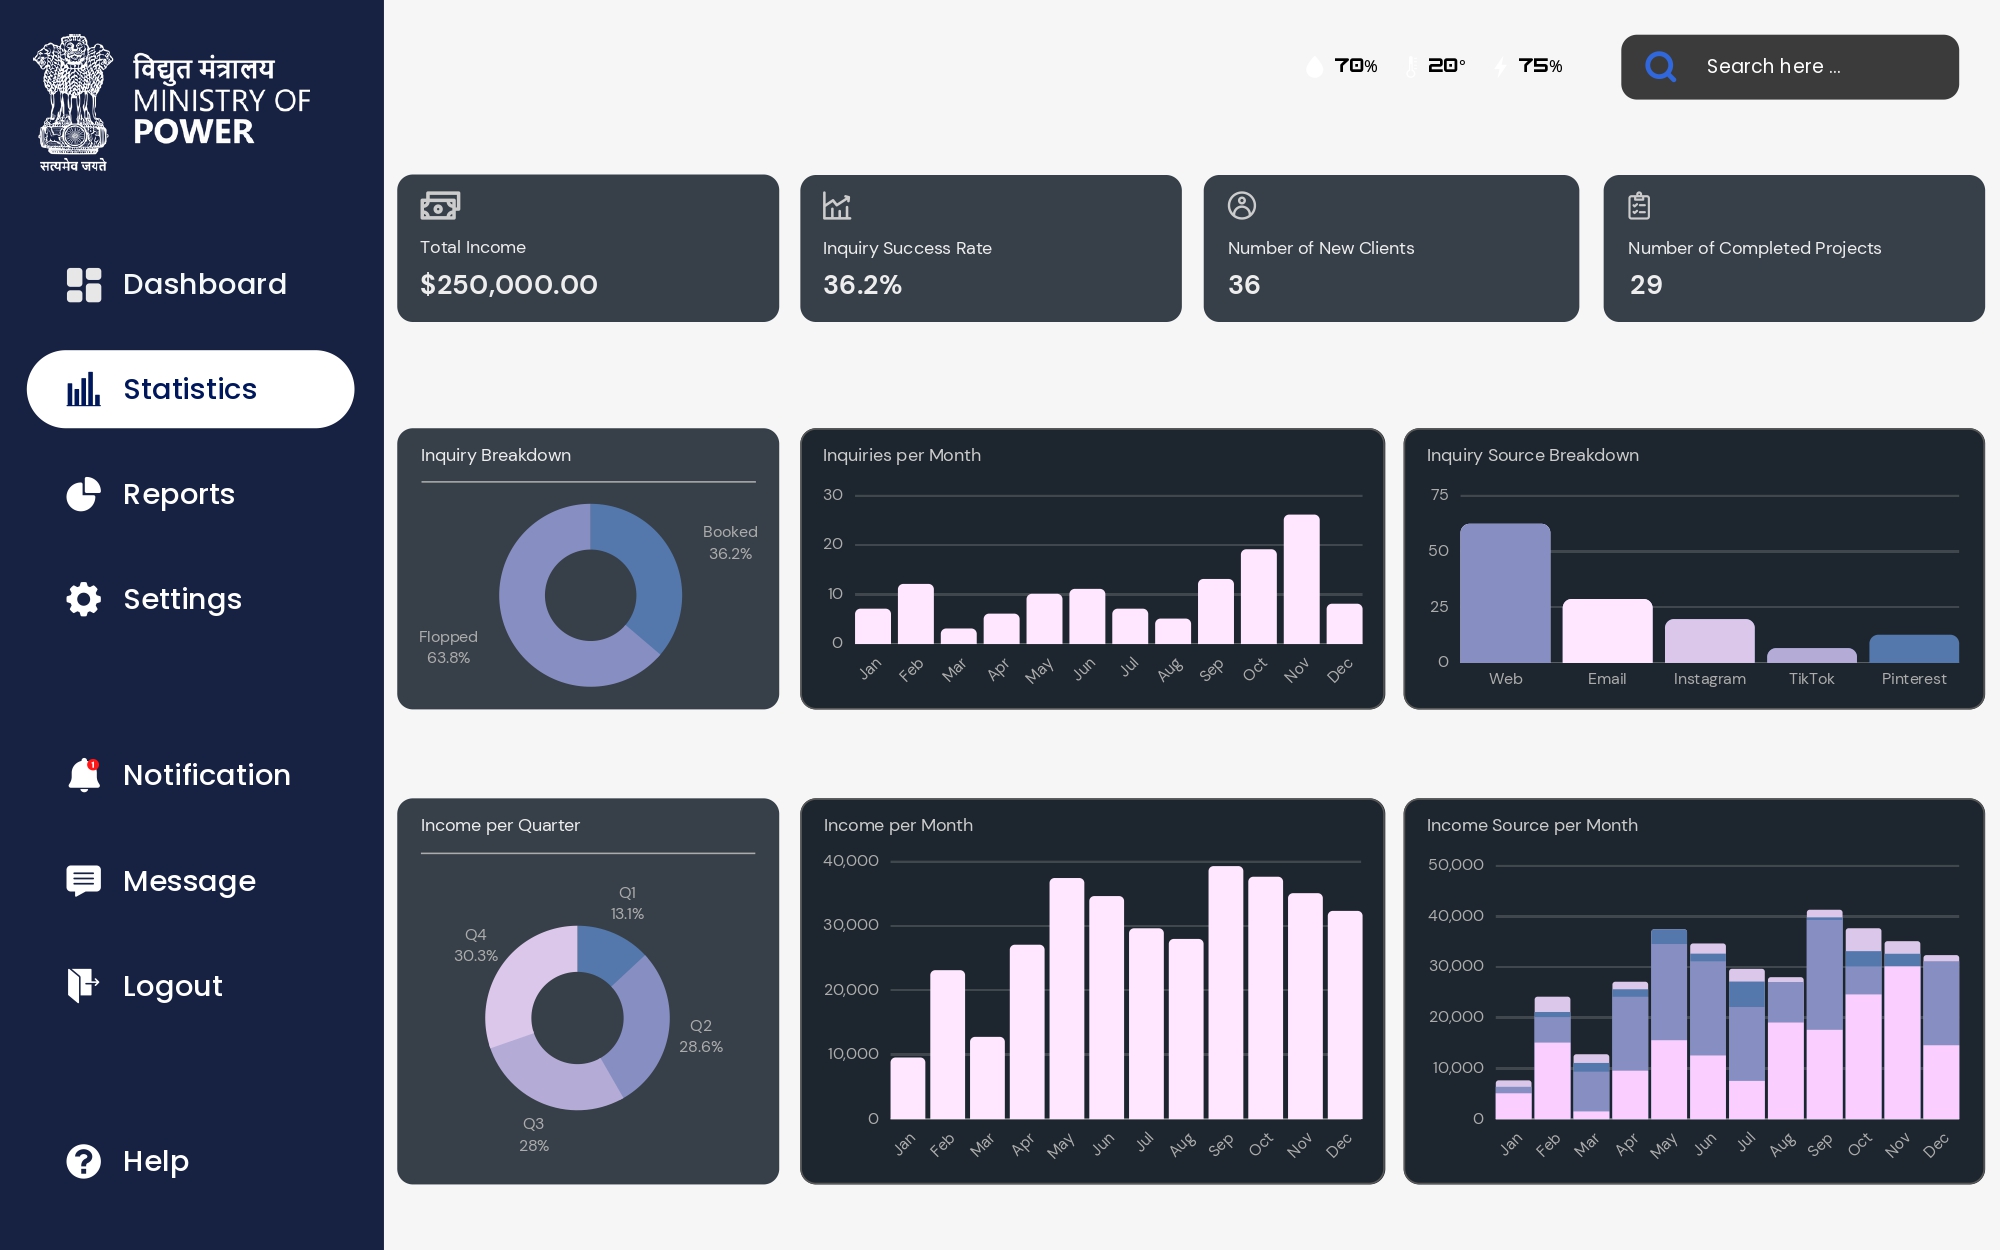 विद्युत मंत्रालय
MINISTRY OF
POWER
सत्यमेव जयते
Dashboard
Statistics
Reports
Settings
Notification
1
Message
Logout
Help
70%
20°
75%
Search here ...
Total Income
$250,000.00
Inquiry Success Rate
36.2%
Number of New Clients
36
Number of Completed Projects
29
Inquiry Breakdown
Booked
36.2%
Flopped
63.8%
Inquiries per Month
30
20
10
0
Jan Feb Mar Apr May Jun Jul Aug Sep Oct Nov Dec
Inquiry Source Breakdown
75
50
25
0
Web Email Instagram TikTok Pinterest
Income per Quarter
Q1
13.1%
Q4
30.3%
Q2
28.6%
Q3
28%
Income per Month
40,000
30,000
20,000
10,000
0
Jan Feb Mar Apr May Jun Jul Aug Sep Oct Nov Dec
Income Source per Month
50,000
40,000
30,000
20,000
10,000
0
Jan Feb Mar Apr May Jun Jul Aug Sep Oct Nov Dec